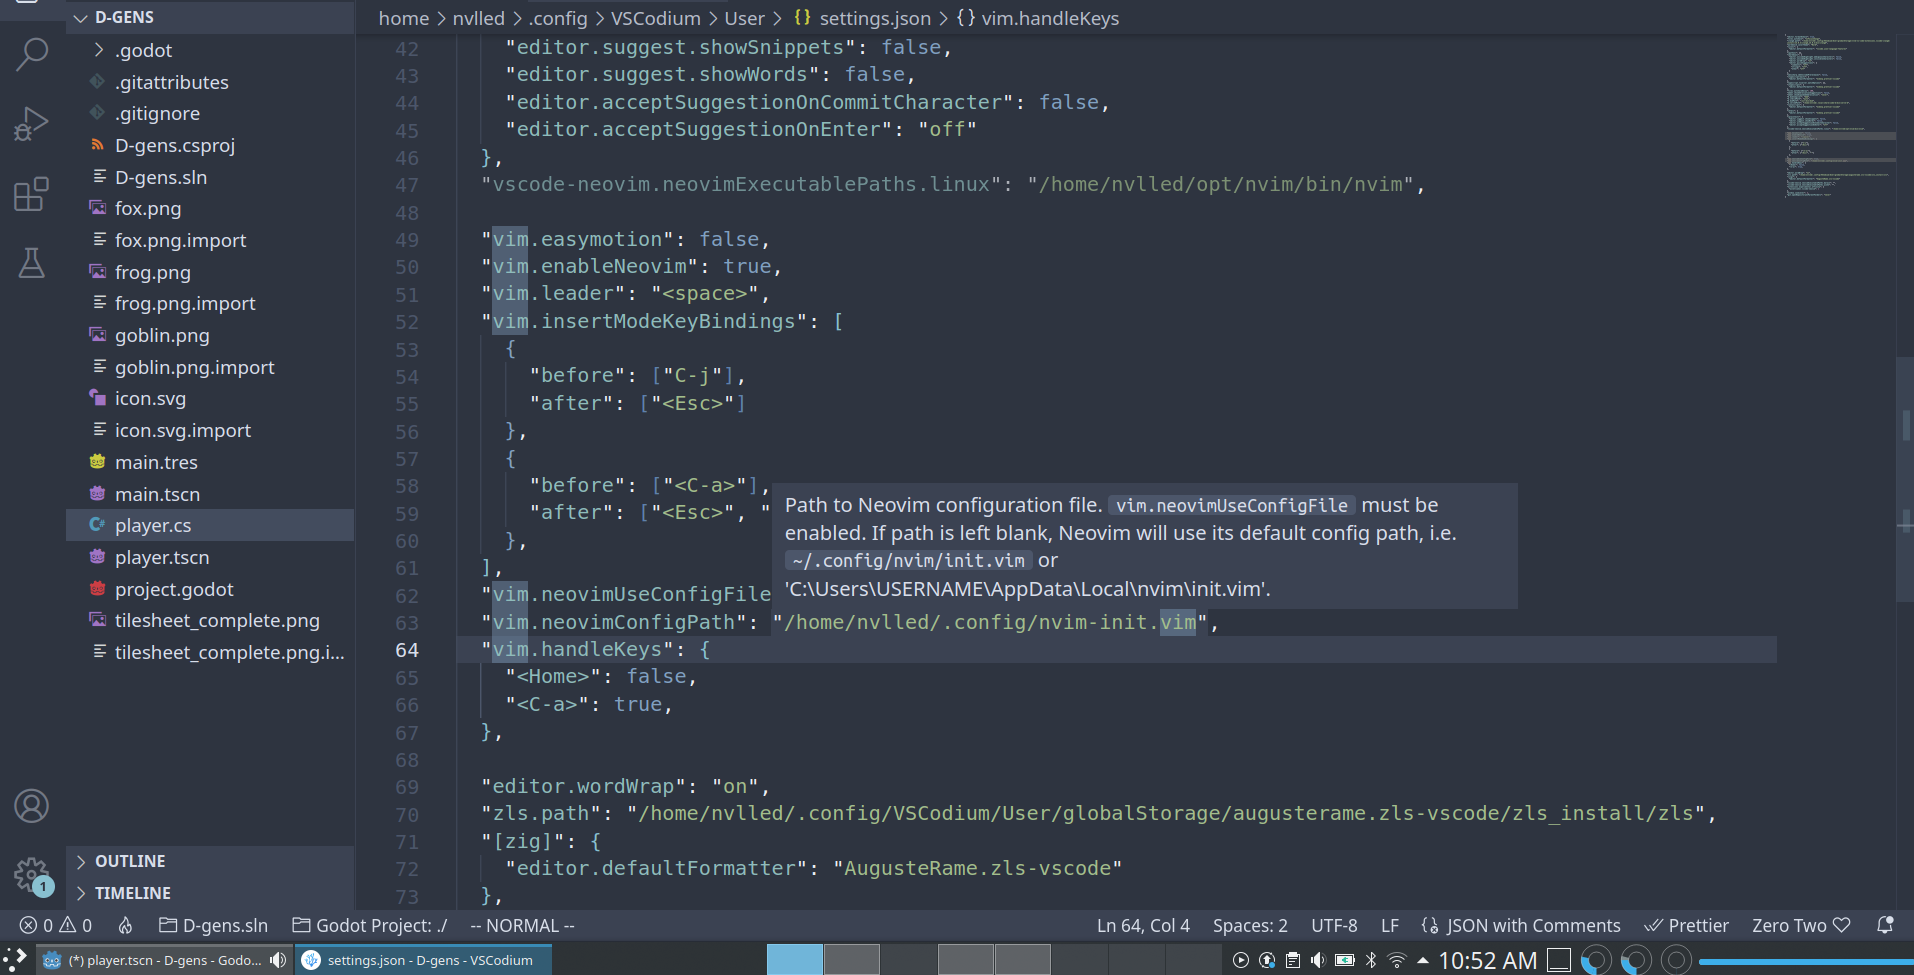 D-GENS
.godot
.gitattributes
.gitignore
D-gens.csproj
D-gens.sln
fox.png
fox.png.import
frog.png
frog.png.import
goblin.png
goblin.png.import
icon.svg
icon.svg.import
main.tres
main.tscn
C# player.cs
player.tscn
project.godot
tilesheet_complete.png
tilesheet_complete.png.i...
OUTLINE
TIMELINE
1
home > nvlled > .config > VSCodium > User > {} settings.json > {} vim.handleKeys
42 "editor.suggest.showSnippets": false,
43 "editor.suggest.showWords": false,
44 "editor.acceptSuggestionOnCommitCharacter": false,
45 "editor.acceptSuggestionOnEnter": "off"
46 },
47 "vscode-neovim.neovimExecutablePaths.linux": "/home/nvlled/opt/nvim/bin/nvim",
48
49 "vim.easymotion": false,
50 "vim.enableNeovim": true,
51 "vim.leader": "<space>",
52 "vim.insertModeKeyBindings": [
53 {
54 "before": ["C-j"],
55 "after": ["<Esc>"]
56 },
57 {
58 "before": ["<C-a>"],
59 "after": ["<Esc>", "
60 },
61 ],
62 "vim.neovimUseConfigFile
63 "vim.neovimConfigPath": "/home/nvlled/.config/nvim-init.vim",
64 "vim.handleKeys": {
65 "<Home>": false,
66 "<C-a>": true,
67 },
68
69 "editor.wordWrap": "on",
70 "zls.path": "/home/nvlled/.config/VSCodium/User/globalStorage/augusterame.zls-vscode/zls_install/zls",
71 "[zig]": {
72 "editor.defaultFormatter": "AugusteRame.zls-vscode"
73 },
Path to Neovim configuration file. vim.neovimUseConfigFile must be
enabled. If path is left blank, Neovim will use its default config path, i.e.
~/.config/nvim/init.vim or
'C:\Users\USERNAME\AppData\Local\nvim\init.vim'.
0 0 D-gens.sln Godot Project: ./ -- NORMAL -- Ln 64, Col 4 Spaces: 2 UTF-8 LF JSON with Comments Prettier Zero Two
(*) player.tscn - D-gens - Godo... settings.json - D-gens - VSCodium 10:52 AM